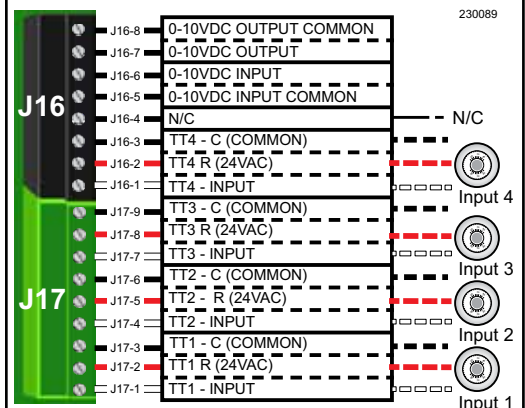 230089
J16-8 0-10VDC OUTPUT COMMON
J16-7 0-10VDC OUTPUT
J16-6 0-10VDC INPUT
J16-5 0-10VDC INPUT COMMON
J16
J16-4 N/C N/C
J16-3 TT4 - C (COMMON)
J16-2 TT4 R (24VAC)
J16-1 TT4 - INPUT
Input 4
J17-9 TT3 - C (COMMON)
J17-8 TT3 R (24VAC)
J17-7 TT3 - INPUT
Input 3
J17-6 TT2 - C (COMMON)
J17
J17-5 TT2 - R (24VAC)
J17-4 TT2 - INPUT
Input 2
J17-3 TT1 - C (COMMON)
J17-2 TT1 R (24VAC)
J17-1 TT1 - INPUT
Input 1